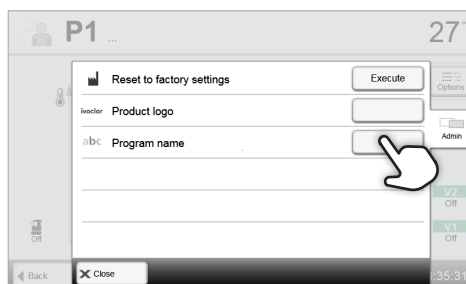 P1 ...
27°
Reset to factory settings
Execute
Options
ivoclar
Product logo
Admin
abc
Program name
V2
Off
V1
Off
Off
Back
Close
:35:31